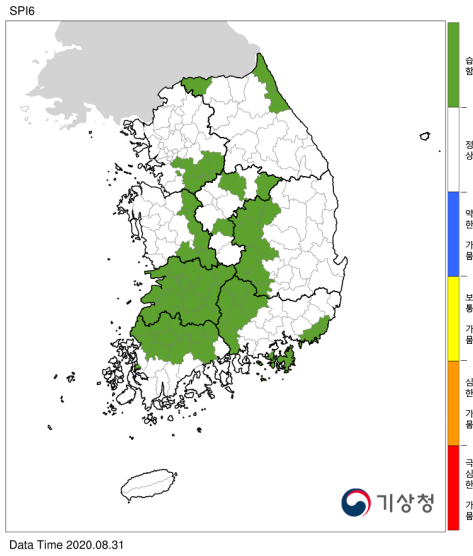 SPI6
습함
정상
약한 가뭄
보통 가뭄
심한 가뭄
극심한 가뭄
기상청
Data Time 2020.08.31